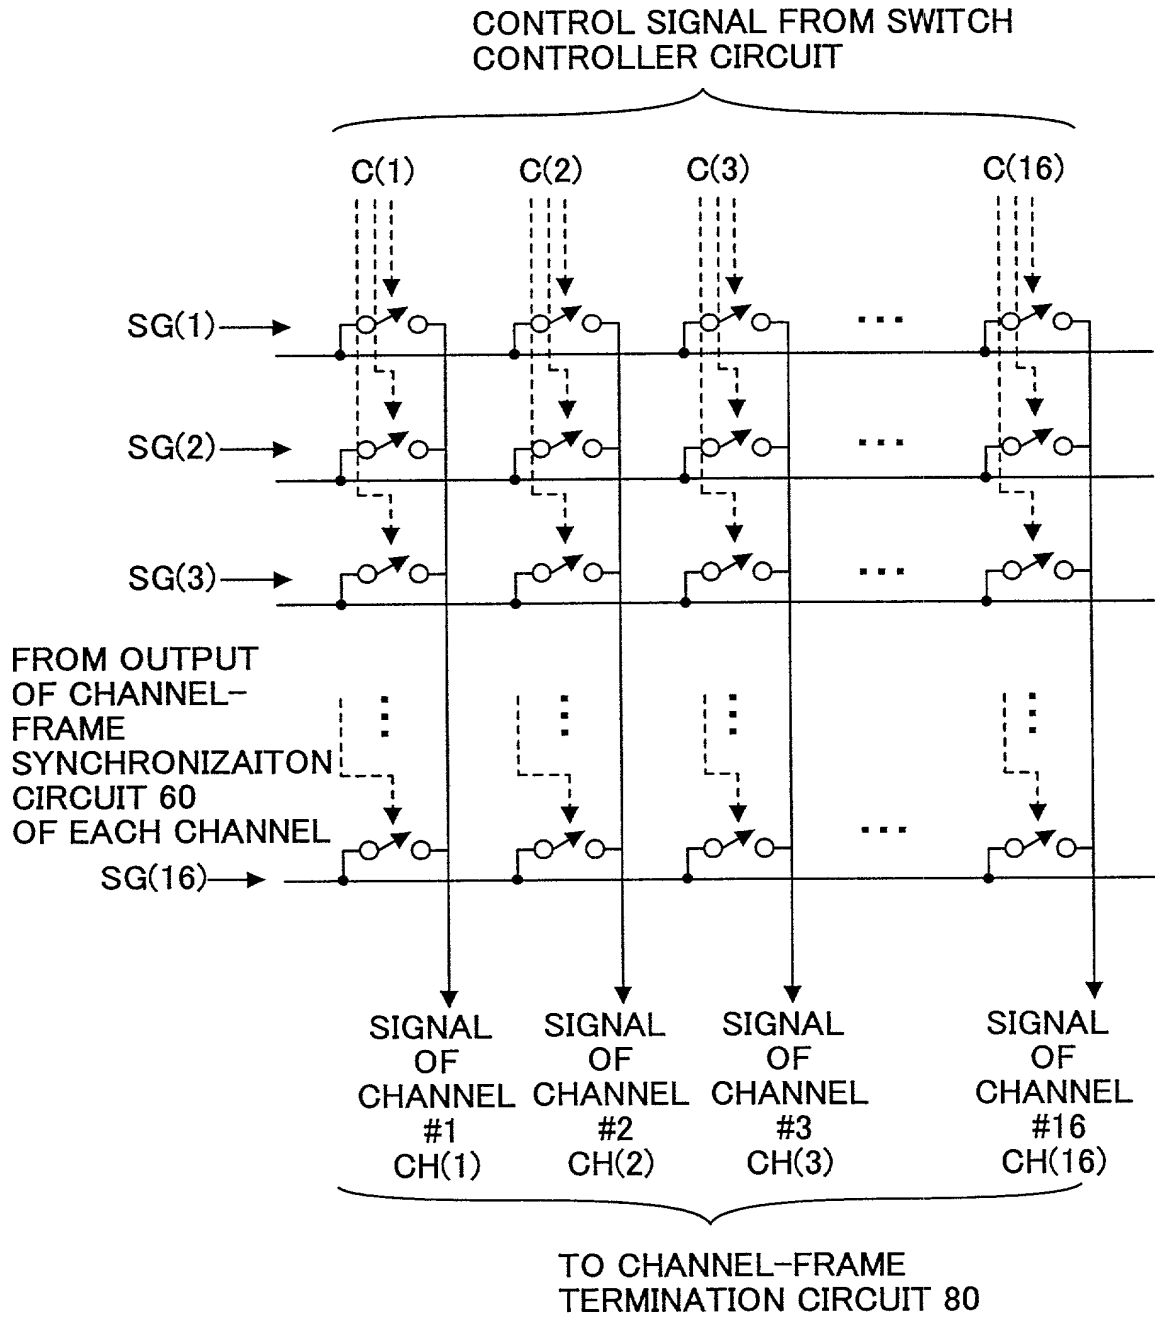 CONTROL SIGNAL FROM SWITCH
CONTROLLER CIRCUIT
C(1) C(2) C(3) C(16)
SG(1)
SG(2)
SG(3)
FROM OUTPUT
OF CHANNEL-
FRAME
SYNCHRONIZAITON
CIRCUIT 60
OF EACH CHANNEL
SG(16)
SIGNAL
OF
CHANNEL
#1
CH(1)
SIGNAL
OF
CHANNEL
#2
CH(2)
SIGNAL
OF
CHANNEL
#3
CH(3)
SIGNAL
OF
CHANNEL
#16
CH(16)
TO CHANNEL-FRAME
TERMINATION CIRCUIT 80